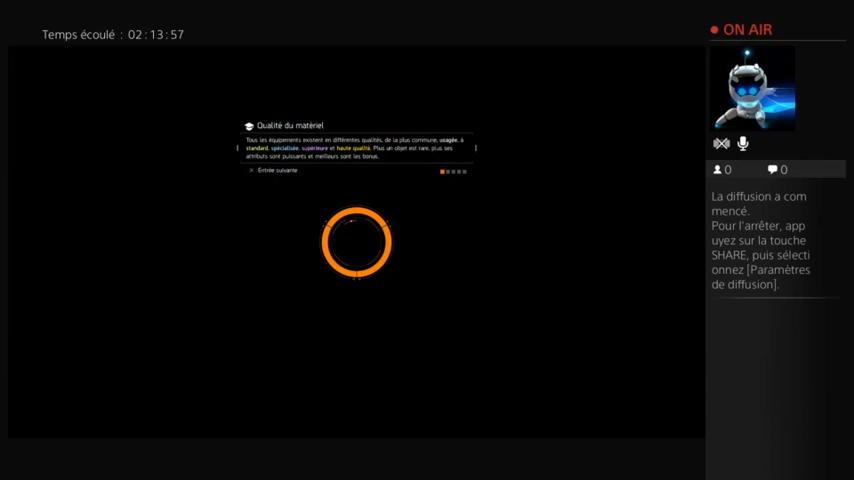 Temps écoulé : 02:13:57
ON AIR
Qualité du matériel
Tous les équipements existent en différentes qualités, de la plus commune, usagée, à
standard, spécialisée, supérieure et haute qualité. Plus un objet est rare, plus ses
attributs sont puissants et meilleurs sont les bonus.
Entrée suivante
0 0
La diffusion a com
mencé.
Pour l'arrêter, app
uyez sur la touche
SHARE, puis sélecti
onnez [Paramètres
de diffusion].